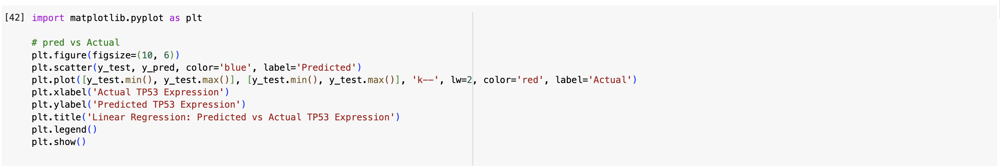 [42] import matplotlib.pyplot as plt
# pred vs Actual
plt.figure(figsize=(10, 6))
plt.scatter(y_test, y_pred, color='blue', label='Predicted')
plt.plot([y_test.min(), y_test.max()], [y_test.min(), y_test.max()], 'k--', lw=2, color='red', label='Actual')
plt.xlabel('Actual TP53 Expression')
plt.ylabel('Predicted TP53 Expression')
plt.title('Linear Regression: Predicted vs Actual TP53 Expression')
plt.legend()
plt.show()